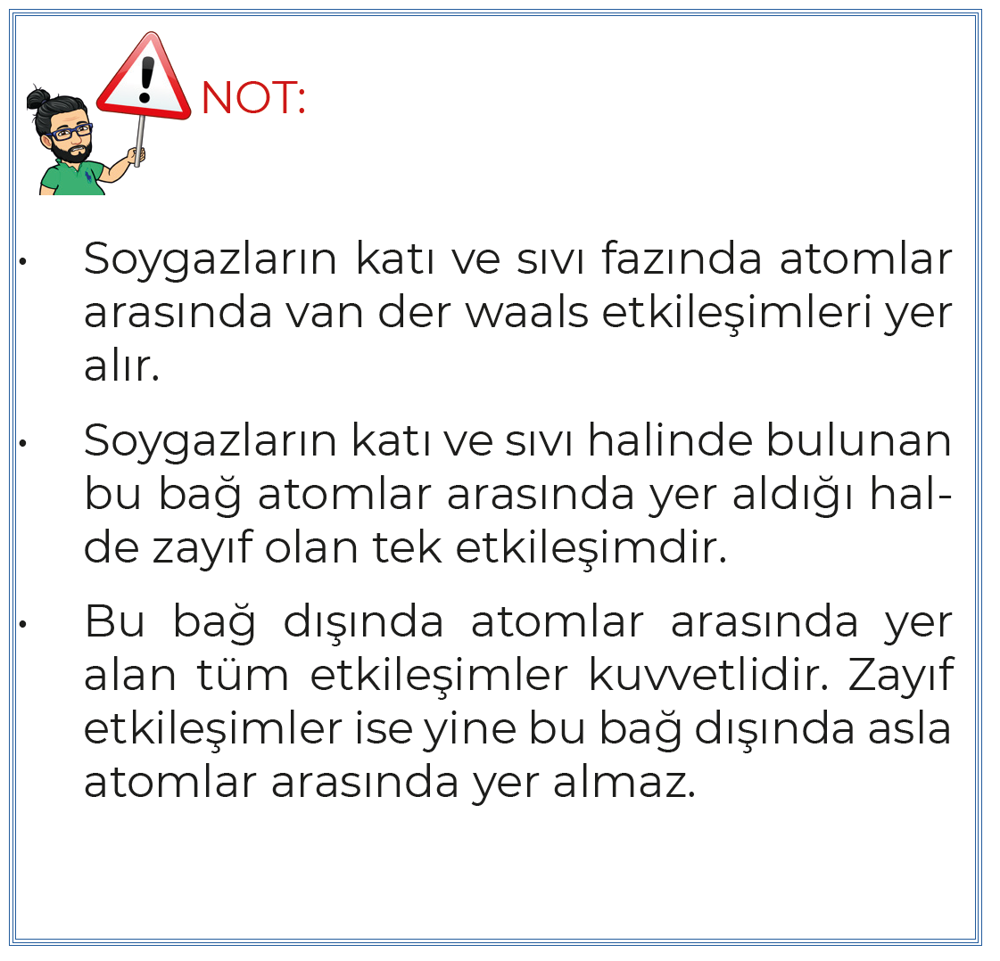 NOT:
• Soygazların katı ve sıvı fazında atomlar
arasında van der waals etkileşimleri yer
alır.
• Soygazların katı ve sıvı halinde bulunan
bu bağ atomlar arasında yer aldığı hal-
de zayıf olan tek etkileşimdir.
• Bu bağ dışında atomlar arasında yer
alan tüm etkileşimler kuvvetlidir. Zayıf
etkileşimler ise yine bu bağ dışında asla
atomlar arasında yer almaz.